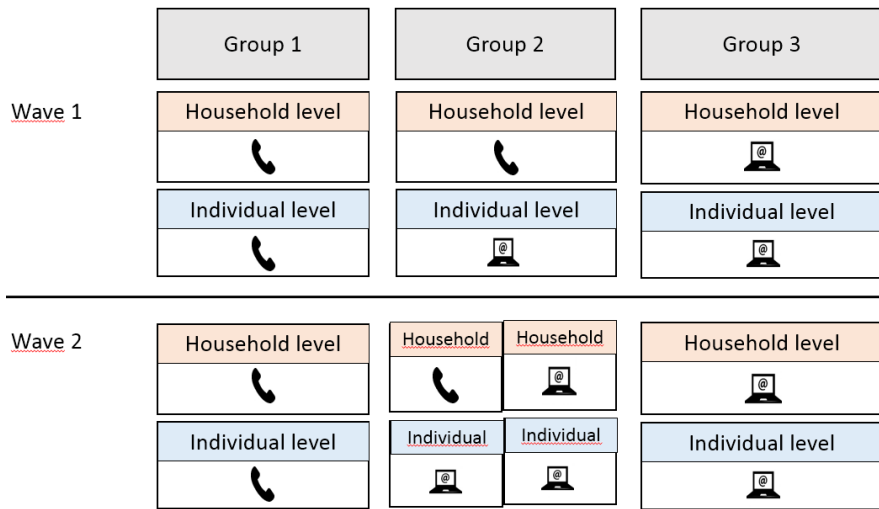 Group 1
Group 2
Group 3
Wave 1
Household level
Household level
Household level
@
Individual level
Individual level
Individual level
@
@
Wave 2
Household level
Household
Household
Household level
@
@
Individual level
Individual
Individual
Individual level
@
@
@